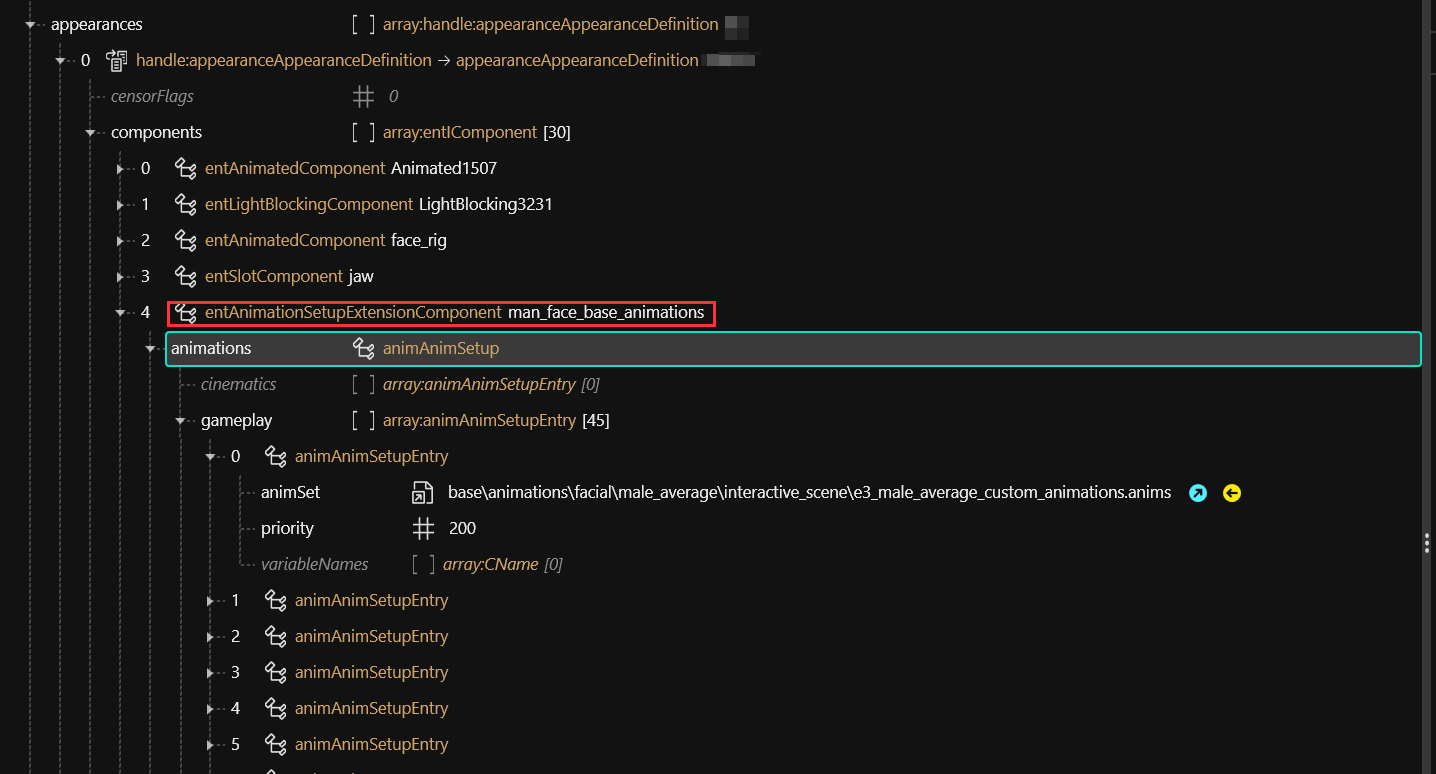 appearances [ ] array:handle:appearanceAppearanceDefinition
0 handle:appearanceAppearanceDefinition → appearanceAppearanceDefinition
censorFlags # 0
components [ ] array:entIComponent [30]
0 entAnimatedComponent Animated1507
1 entLightBlockingComponent LightBlocking3231
2 entAnimatedComponent face_rig
3 entSlotComponent jaw
4 entAnimationSetupExtensionComponent man_face_base_animations
animations animAnimSetup
cinematics [ ] array:animAnimSetupEntry [0]
gameplay [ ] array:animAnimSetupEntry [45]
0 animAnimSetupEntry
animSet base\animations\facial\male_average\interactive_scene\e3_male_average_custom_animations.anims
priority # 200
variableNames [ ] array:CName [0]
1 animAnimSetupEntry
2 animAnimSetupEntry
3 animAnimSetupEntry
4 animAnimSetupEntry
5 animAnimSetupEntry